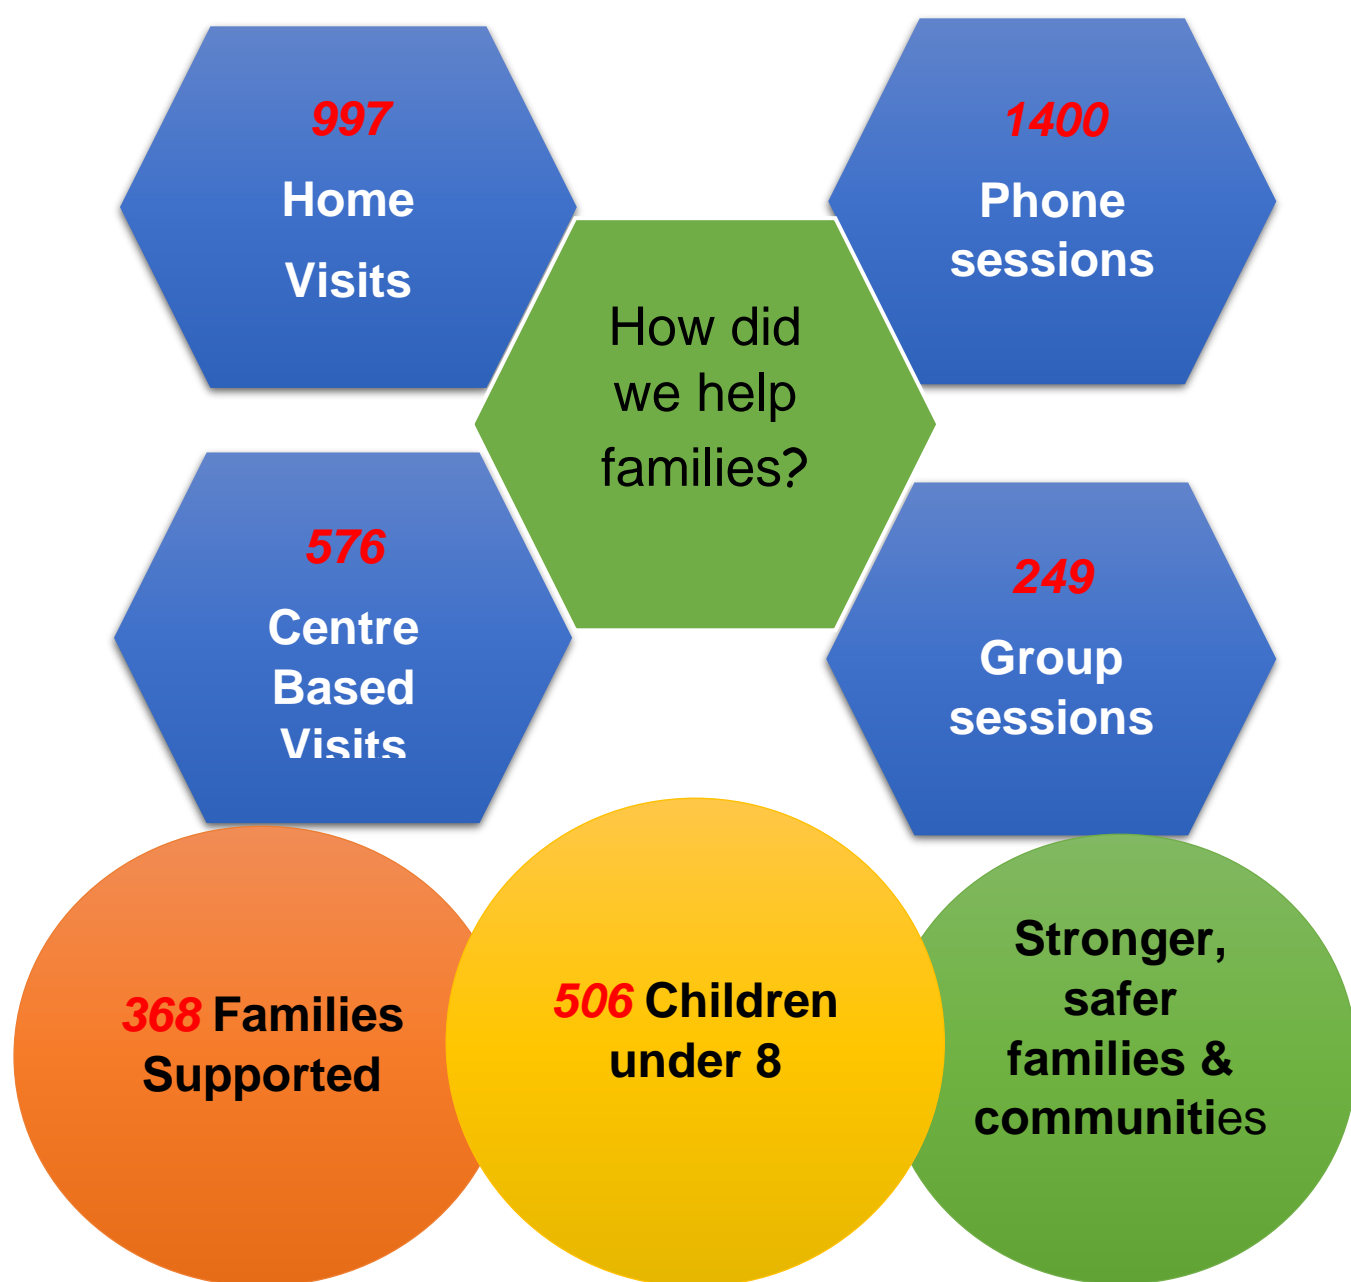 997
Home
Visits
1400
Phone
sessions
How did
we help
families?
576
Centre
Based
Visits
249
Group
sessions
368 Families
Supported
506 Children
under 8
Stronger,
safer
families &
communities